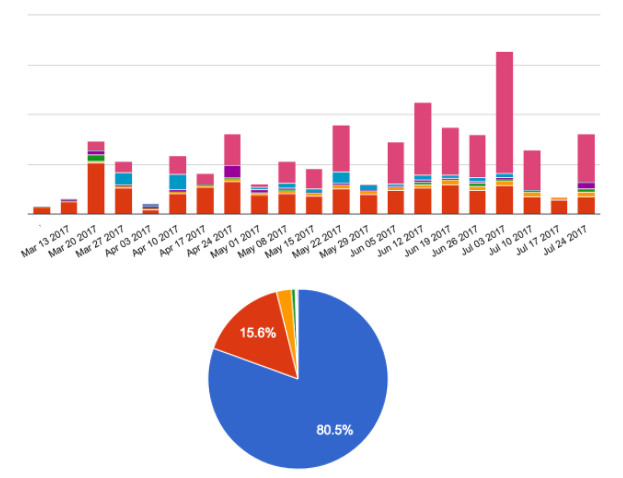 Mar 13 2017
Mar 20 2017
Mar 27 2017
Apr 03 2017
Apr 10 2017
Apr 17 2017
Apr 24 2017
May 01 2017
May 08 2017
May 15 2017
May 22 2017
May 29 2017
Jun 05 2017
Jun 12 2017
Jun 19 2017
Jun 26 2017
Jul 03 2017
Jul 10 2017
Jul 17 2017
Jul 24 2017
15.6%
80.5%